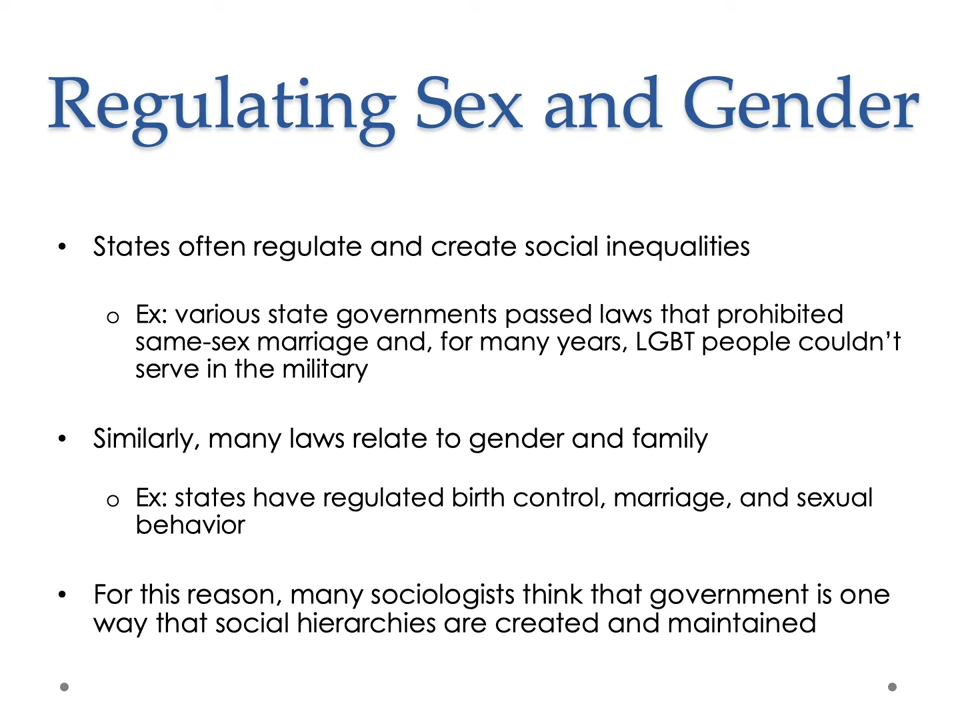 Regulating Sex and Gender
• States often regulate and create social inequalities
o Ex: various state governments passed laws that prohibited
same-sex marriage and, for many years, LGBT people couldn’t
serve in the military
• Similarly, many laws relate to gender and family
o Ex: states have regulated birth control, marriage, and sexual
behavior
• For this reason, many sociologists think that government is one
way that social hierarchies are created and maintained